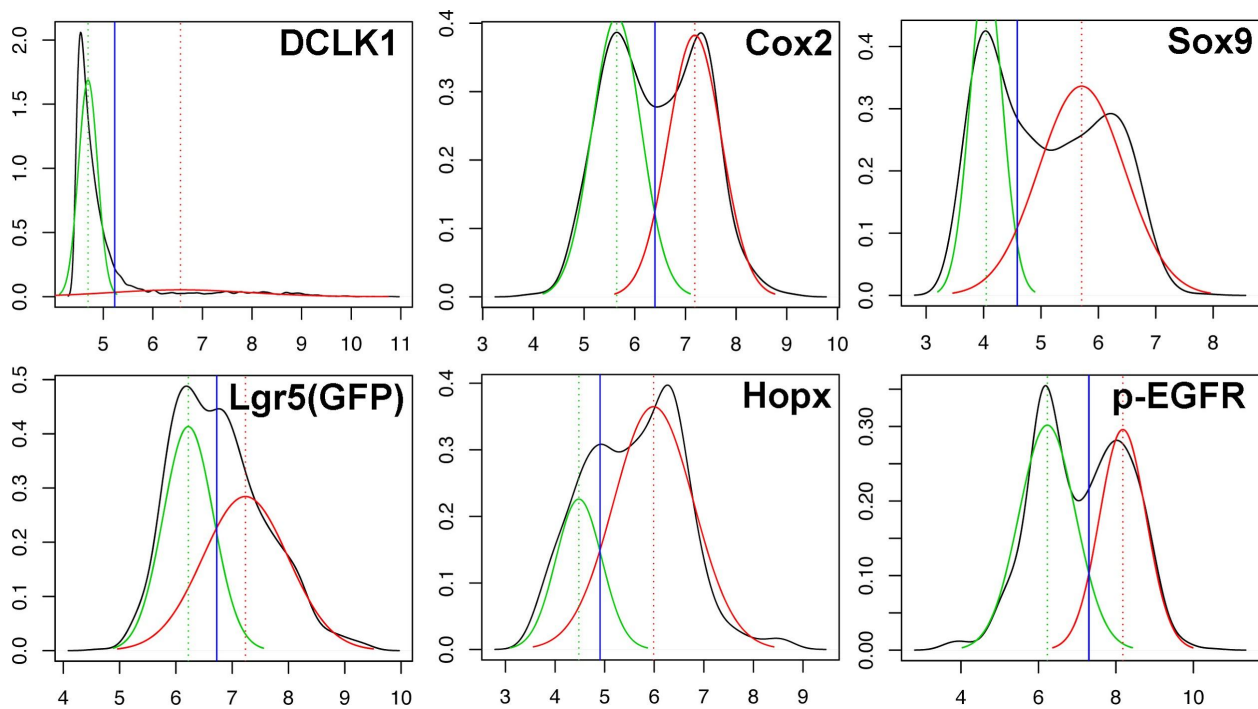 DCLK1
0.0 0.5 1.0 1.5 2.0
5 6 7 8 9 10 11
Cox2
0.0 0.1 0.2 0.3 0.4
3 4 5 6 7 8 9 10
Sox9
0.0 0.1 0.2 0.3 0.4
3 4 5 6 7 8
Lgr5(GFP)
0.0 0.1 0.2 0.3 0.4 0.5
4 5 6 7 8 9 10
Hopx
0.0 0.1 0.2 0.3 0.4
3 4 5 6 7 8 9
p-EGFR
0.00 0.10 0.20 0.30
4 6 8 10